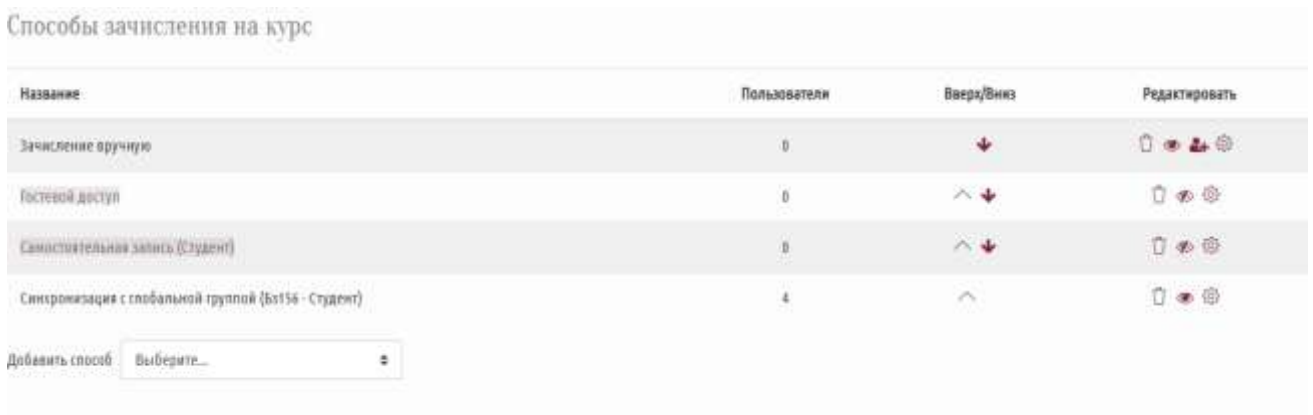 Способы зачисления на курс
Название Пользователи Вверх/Вниз Редактировать
Зачисление вручную 0
Гостевой доступ 0
Самостоятельная запись (Студент) 0
Синхронизация с глобальной группой (Бз156 - Студент) 4
Добавить способ Выберите...